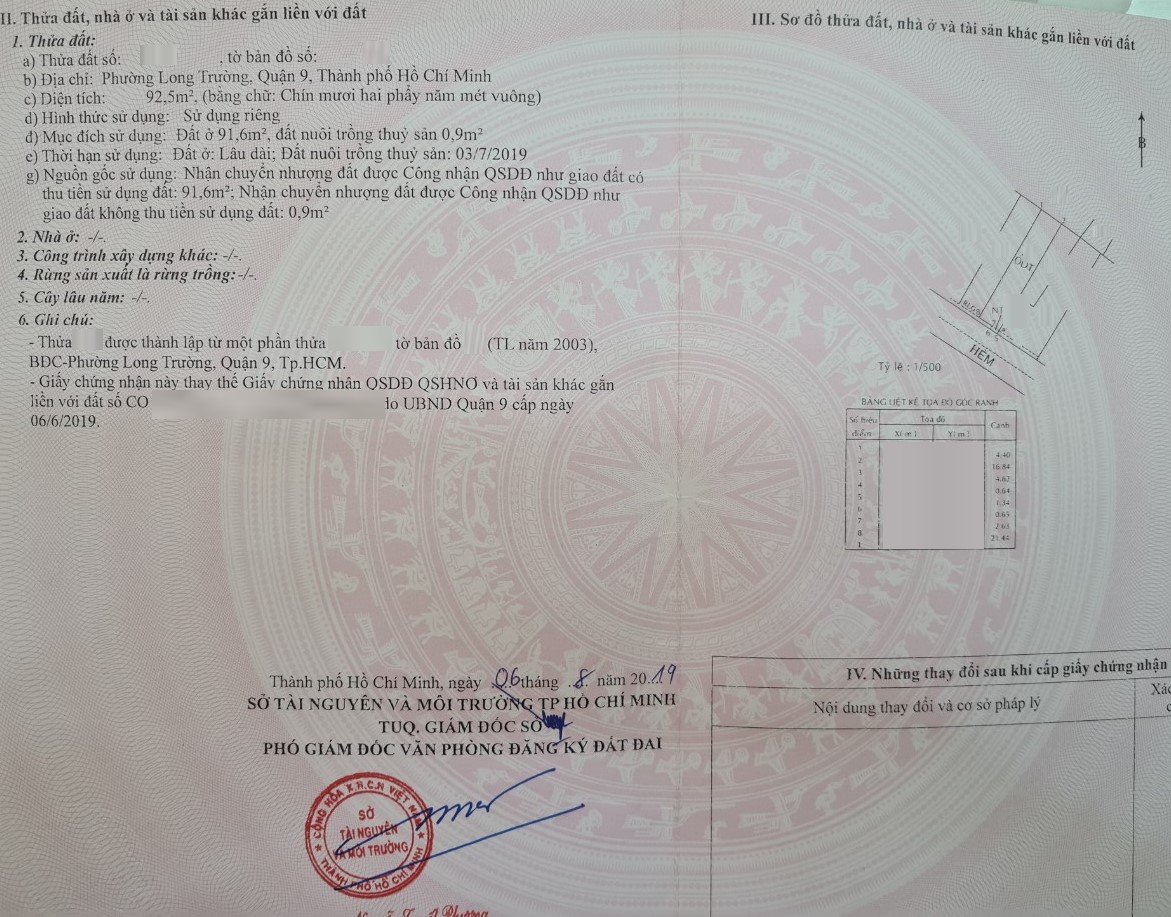 II. Thửa đất, nhà ở và tài sản khác gắn liền với đất
1. Thửa đất:
a) Thửa đất số: , tờ bản đồ số:
b) Địa chỉ: Phường Long Trường, Quận 9, Thành phố Hồ Chí Minh
c) Diện tích: 92,5m², (bằng chữ: Chín mươi hai phẩy năm mét vuông)
d) Hình thức sử dụng: Sử dụng riêng
đ) Mục đích sử dụng: Đất ở 91,6m², đất nuôi trồng thuỷ sản 0,9m²
e) Thời hạn sử dụng: Đất ở: Lâu dài; Đất nuôi trồng thuỷ sản: 03/7/2019
g) Nguồn gốc sử dụng: Nhận chuyển nhượng đất được Công nhận QSDĐ như giao đất có
thu tiền sử dụng đất: 91,6m²; Nhận chuyển nhượng đất được Công nhận QSDĐ như
giao đất không thu tiền sử dụng đất: 0,9m²
2. Nhà ở: -/-.
3. Công trình xây dựng khác: -/-.
4. Rừng sản xuất là rừng trồng: -/-.
5. Cây lâu năm: -/-.
6. Ghi chú:
- Thửa được thành lập từ một phần thửa tờ bản đồ (TL năm 2003),
BĐC-Phường Long Trường, Quận 9, Tp.HCM.
- Giấy chứng nhận này thay thế Giấy chứng nhân QSDĐ QSHNO và tài sản khác gắn
liền với đất số CO do UBND Quận 9 cấp ngày
06/6/2019.
Thành phố Hồ Chí Minh, ngày 06 tháng 8 năm 2019
SỞ TÀI NGUYÊN VÀ MÔI TRƯỜNG TP HỒ CHÍ MINH
TUQ. GIÁM ĐỐC SỞ
PHÓ GIÁM ĐỐC VĂN PHÒNG ĐĂNG KÝ ĐẤT ĐAI
CỘNG HÒA X.H.C.N VIỆT NAM
SỞ
TÀI NGUYÊN
VÀ MÔI TRƯỜNG
THÀNH PHỐ HỒ CHÍ MINH
III. Sơ đồ thửa đất, nhà ở và tài sản khác gắn liền với đất
B
ODT
HẺM
Tỷ lệ : 1/500
BẢNG LIỆT KÊ TỌA ĐỘ GÓC RANH
Số hiệu điểm Tọa độ Cạnh
X( m ) Y( m )
1
4.40
2
16.84
3
4.62
4
0.64
5
1.34
6
0.65
7
2.63
8
21.44
1
IV. Những thay đổi sau khi cấp giấy chứng nhận
Nội dung thay đổi và cơ sở pháp lý